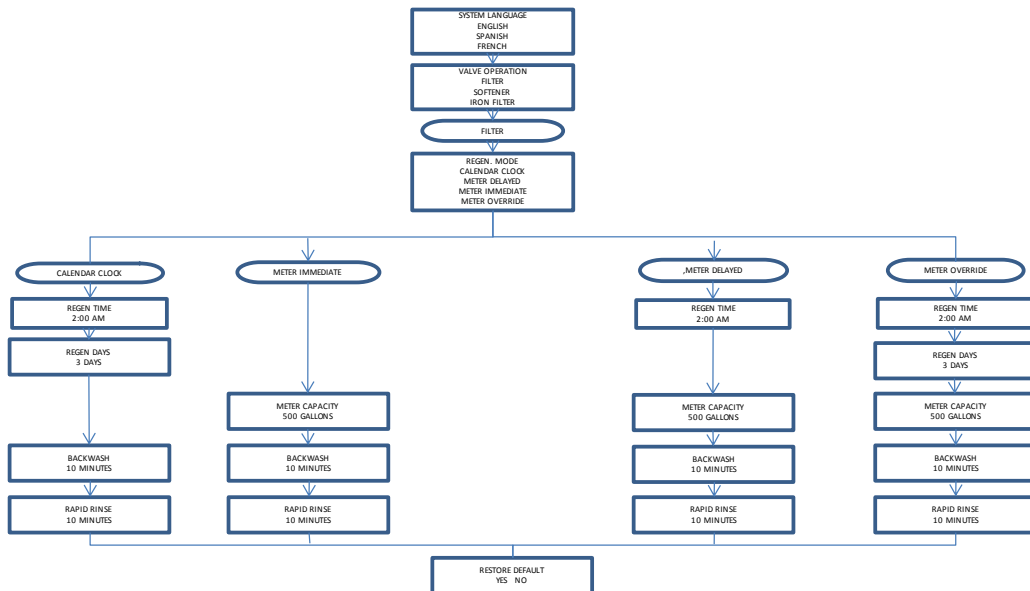 SYSTEM LANGUAGE
ENGLISH
SPANISH
FRENCH
VALVE OPERATION
FILTER
SOFTENER
IRON FILTER
FILTER
REGEN. MODE
CALENDAR CLOCK
METER DELAYED
METER IMMEDIATE
METER OVERRIDE
CALENDAR CLOCK
REGEN TIME
2:00 AM
REGEN DAYS
3 DAYS
BACKWASH
10 MINUTES
RAPID RINSE
10 MINUTES
METER IMMEDIATE
METER CAPACITY
500 GALLONS
BACKWASH
10 MINUTES
RAPID RINSE
10 MINUTES
,METER DELAYED
REGEN TIME
2:00 AM
METER CAPACITY
500 GALLONS
BACKWASH
10 MINUTES
RAPID RINSE
10 MINUTES
METER OVERRIDE
REGEN TIME
2:00 AM
REGEN DAYS
3 DAYS
METER CAPACITY
500 GALLONS
BACKWASH
10 MINUTES
RAPID RINSE
10 MINUTES
RESTORE DEFAULT
YES NO